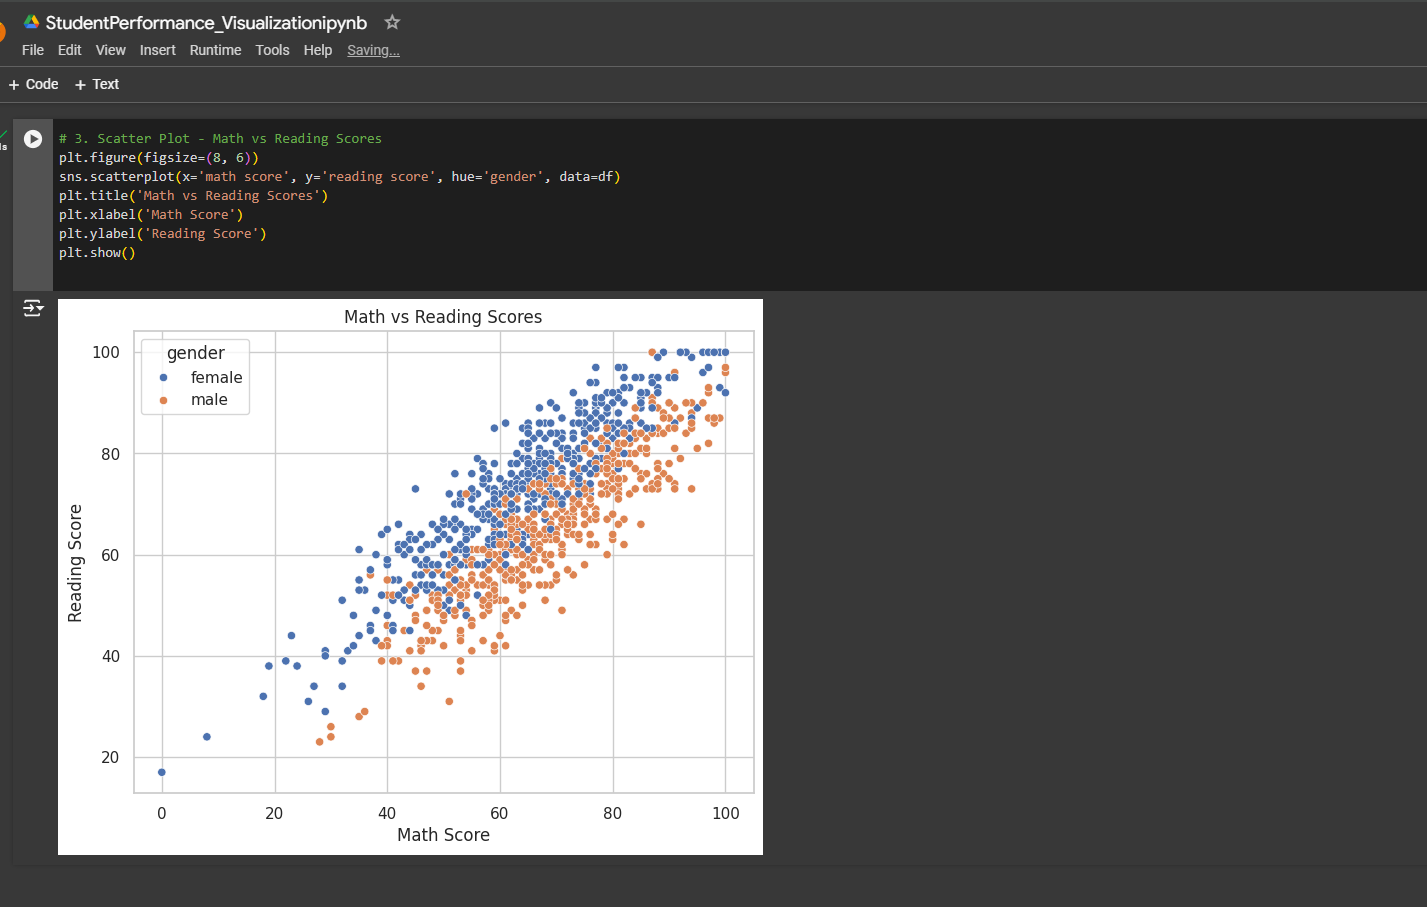 StudentPerformance_Visualizationipynb
File Edit View Insert Runtime Tools Help Saving...
+ Code + Text
# 3. Scatter Plot - Math vs Reading Scores
plt.figure(figsize=(8, 6))
sns.scatterplot(x='math score', y='reading score', hue='gender', data=df)
plt.title('Math vs Reading Scores')
plt.xlabel('Math Score')
plt.ylabel('Reading Score')
plt.show()
Math vs Reading Scores
gender
female
male
Reading Score
100
80
60
40
20
0 20 40 60 80 100
Math Score